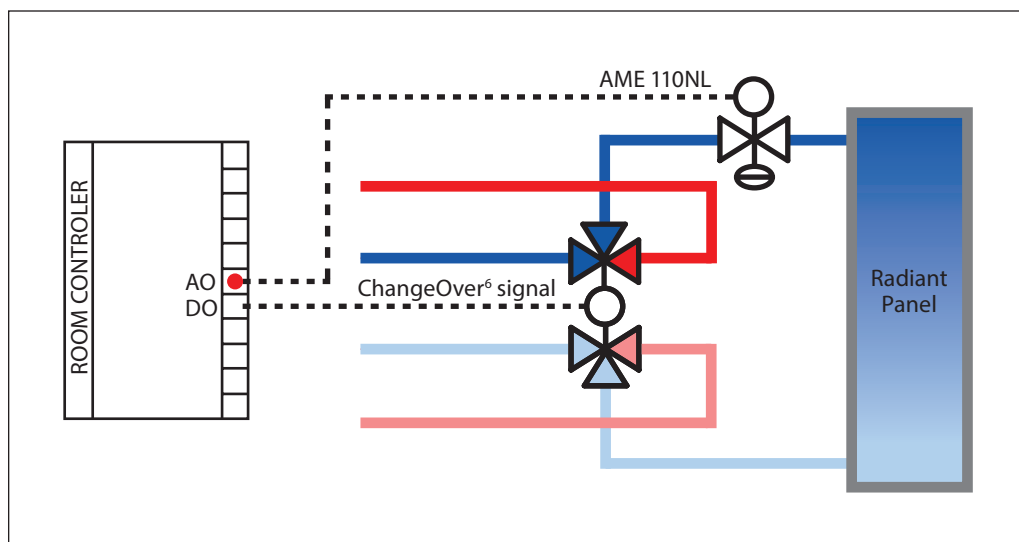 AME 110NL
ROOM CONTROLER
AO
ChangeOver⁶ signal
DO
Radiant
Panel